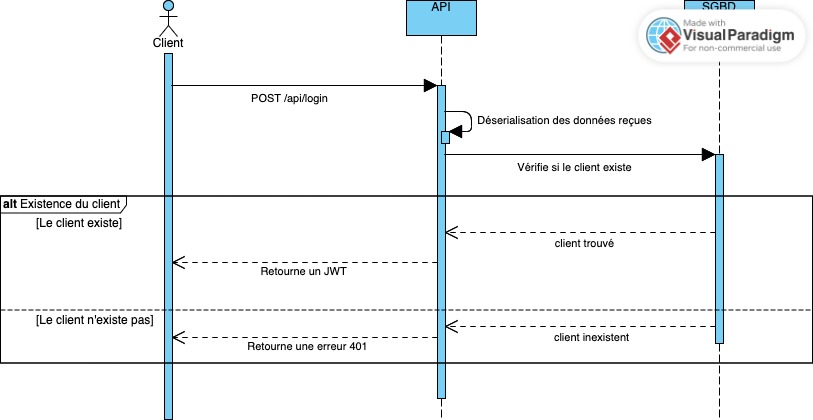 API
SGBD
Made with
VisualParadigm
For non-commercial use
Client
POST /api/login
Déserialisation des données reçues
Vérifie si le client existe
alt Existence du client
[Le client existe]
client trouvé
Retourne un JWT
[Le client n'existe pas]
client inexistent
Retourne une erreur 401